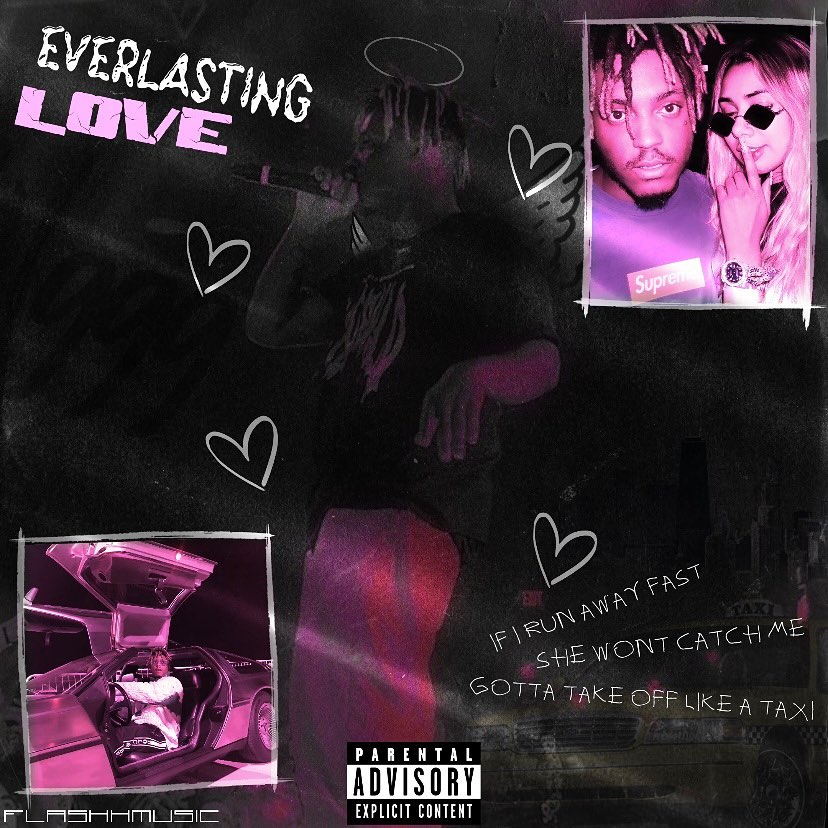 EVERLASTING
LOVE
Supreme
EXIT
TAXI
IF I RUN AWAY FAST
SHE WONT CATCH ME
GOTTA TAKE OFF LIKE A TAXI
PARENTAL
ADVISORY
EXPLICIT CONTENT
FLASHHMUSIC